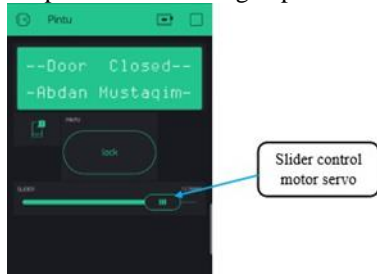 Pintu
--Door Closed--
-Abdan Mustaqim-
lock
SLIDER
Slider control
motor servo